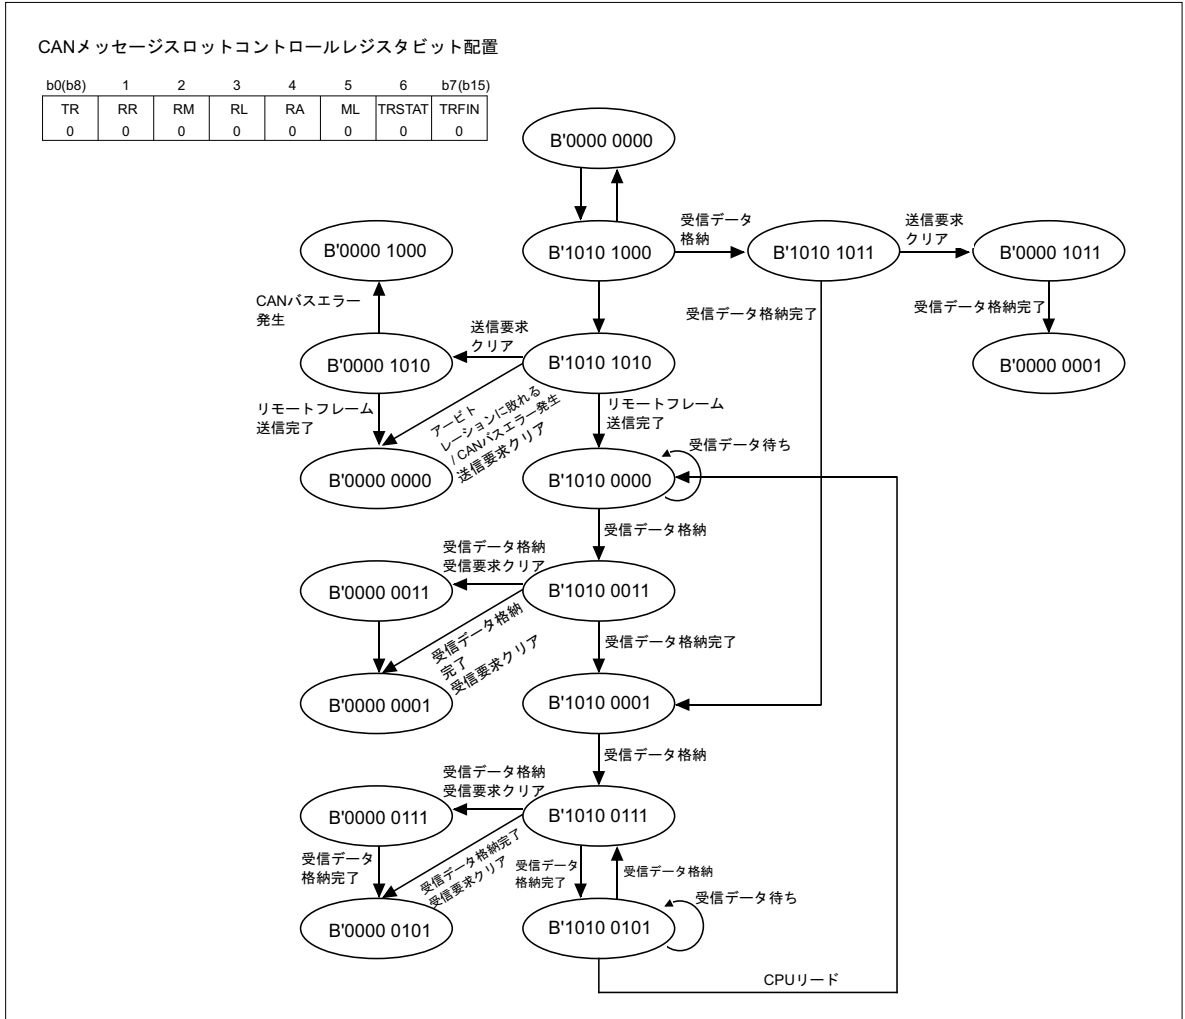 CANメッセージスロットコントロールレジスタビット配置
b0(b8) 1 2 3 4 5 6 b7(b15)
TR RR RM RL RA ML TRSTAT TRFIN
0 0 0 0 0 0 0 0
B'0000 0000
B'0000 1000
B'1010 1000
受信データ
格納
B'1010 1011
送信要求
クリア
B'0000 1011
CANバスエラー
発生
受信データ格納完了
受信データ格納完了
B'0000 1010
送信要求
クリア
B'1010 1010
B'0000 0001
リモートフレーム
送信完了
アービト
レーションに敗れる
/ CANバスエラー発生
送信要求クリア
リモートフレーム
送信完了
受信データ待ち
B'0000 0000
B'1010 0000
受信データ格納
受信データ格納
受信要求クリア
B'0000 0011
B'1010 0011
受信データ格納
完了
受信要求クリア
受信データ格納完了
B'0000 0001
B'1010 0001
受信データ格納
受信データ格納
受信要求クリア
B'0000 0111
B'1010 0111
受信データ
格納完了
受信データ格納完了
受信要求クリア
受信データ
格納完了
受信データ格納
受信データ待ち
B'0000 0101
B'1010 0101
CPUリード